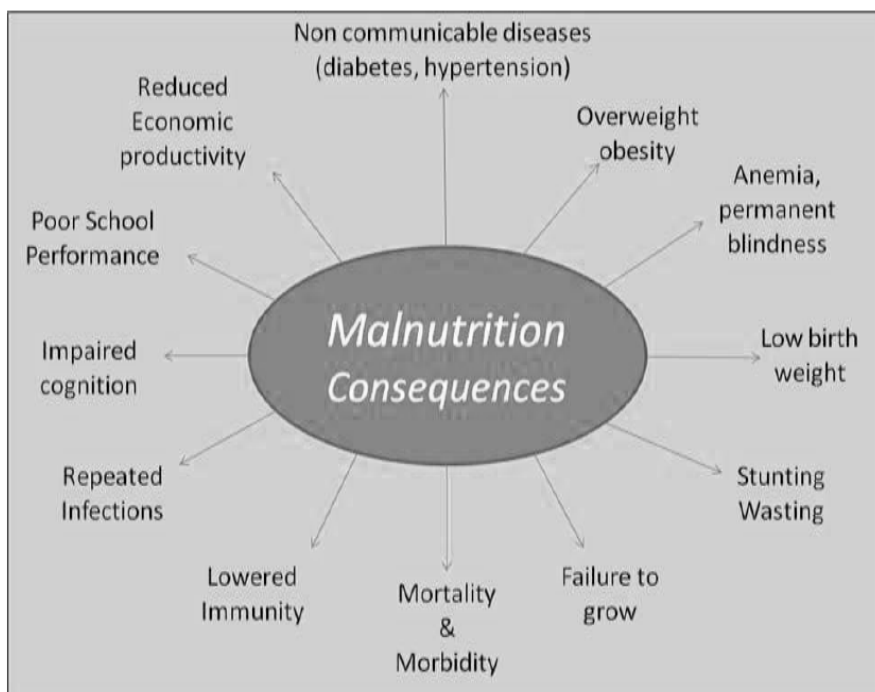 Non communicable diseases
(diabetes, hypertension)
Overweight
obesity
Anemia,
permanent
blindness
Low birth
weight
Stunting
Wasting
Failure to
grow
Mortality
&
Morbidity
Lowered
Immunity
Repeated
Infections
Impaired
cognition
Poor School
Performance
Reduced
Economic
productivity
Malnutrition
Consequences